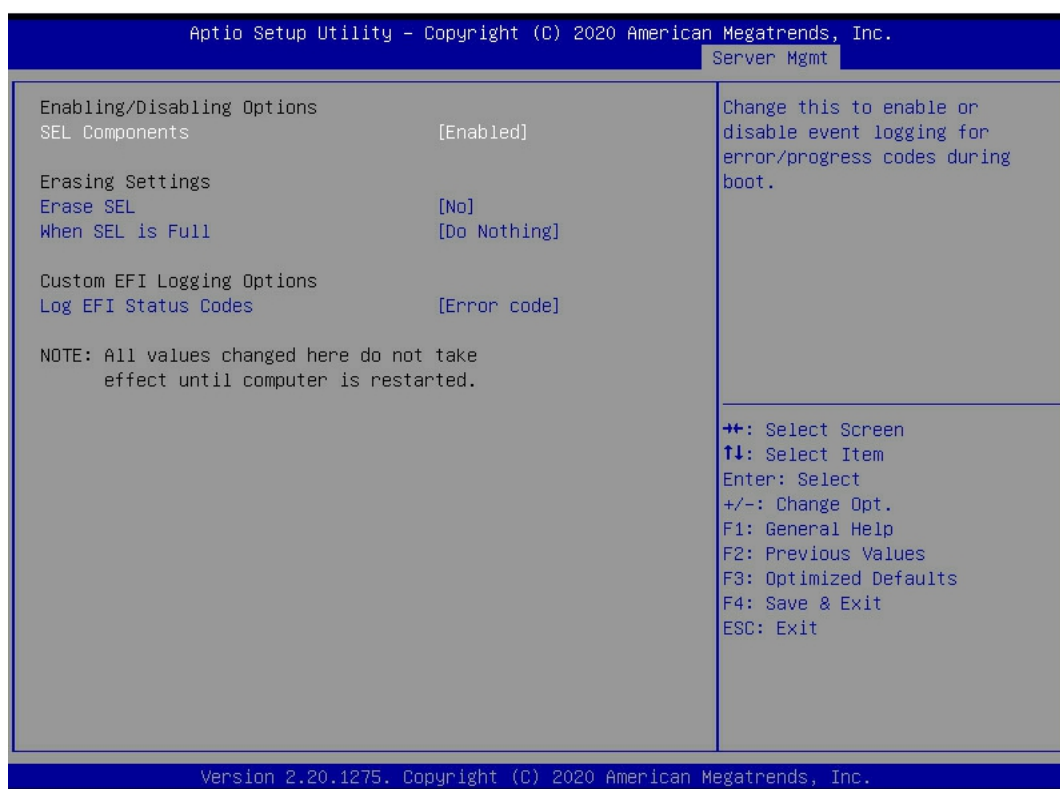 Aptio Setup Utility – Copyright (C) 2020 American Megatrends, Inc.
Server Mgmt
Enabling/Disabling Options
SEL Components [Enabled]
Erasing Settings
Erase SEL [No]
When SEL is Full [Do Nothing]
Custom EFI Logging Options
Log EFI Status Codes [Error code]
NOTE: All values changed here do not take
effect until computer is restarted.
Change this to enable or
disable event logging for
error/progress codes during
boot.
→←: Select Screen
↑↓: Select Item
Enter: Select
+/-: Change Opt.
F1: General Help
F2: Previous Values
F3: Optimized Defaults
F4: Save & Exit
ESC: Exit
Version 2.20.1275. Copyright (C) 2020 American Megatrends, Inc.